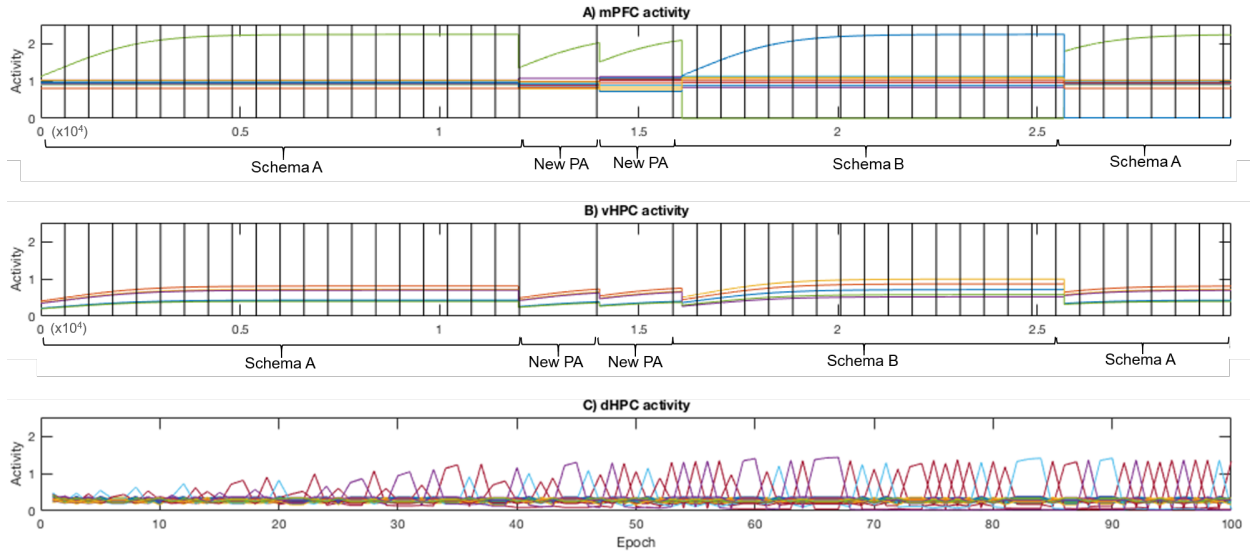 A) mPFC activity
Activity
2
1
0
0 (x10⁴) 0.5 1 1.5 2 2.5
Schema A New PA New PA Schema B Schema A
B) vHPC activity
Activity
2
1
0
0 (x10⁴) 0.5 1 1.5 2 2.5
Schema A New PA New PA Schema B Schema A
C) dHPC activity
Activity
2
1
0
0 10 20 30 40 50 60 70 80 90 100
Epoch